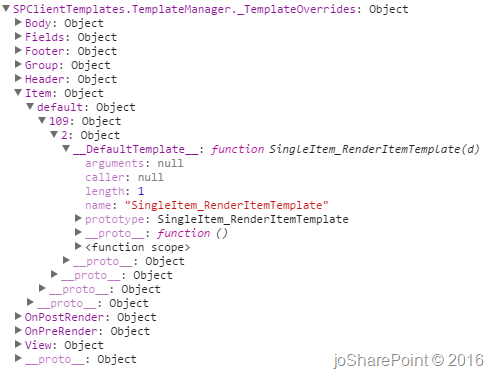 SPClientTemplates.TemplateManager._TemplateOverrides: Object
Body: Object
Fields: Object
Footer: Object
Group: Object
Header: Object
Item: Object
default: Object
109: Object
2: Object
__DefaultTemplate__: function SingleItem_RenderItemTemplate(d)
arguments: null
caller: null
length: 1
name: "SingleItem_RenderItemTemplate"
prototype: SingleItem_RenderItemTemplate
__proto__: function ()
<function scope>
__proto__: Object
__proto__: Object
__proto__: Object
__proto__: Object
OnPostRender: Object
OnPreRender: Object
View: Object
__proto__: Object
joSharePoint © 2016